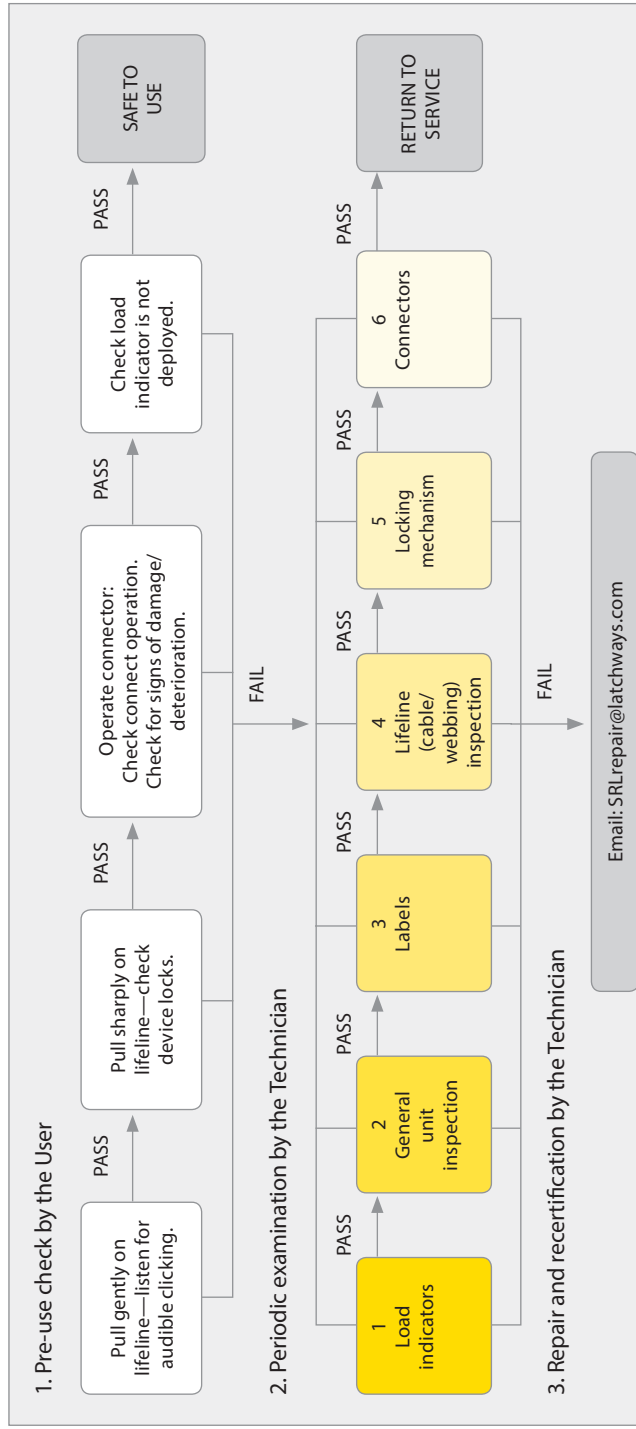 1. Pre-use check by the User
Pull gently on
lifeline—listen for
audible clicking.
PASS
Pull sharply on
lifeline—check
device locks.
PASS
Operate connector:
Check connect operation.
Check for signs of damage/
deterioration.
PASS
Check load
indicator is not
deployed.
PASS
SAFE TO
USE
FAIL
2. Periodic examination by the Technician
1
Load
indicators
PASS
2
General
unit
inspection
PASS
3
Labels
PASS
4
Lifeline
(cable/
webbing)
inspection
PASS
5
Locking
mechanism
PASS
6
Connectors
PASS
RETURN TO
SERVICE
FAIL
3. Repair and recertification by the Technician
Email: SRLrepair@latchways.com